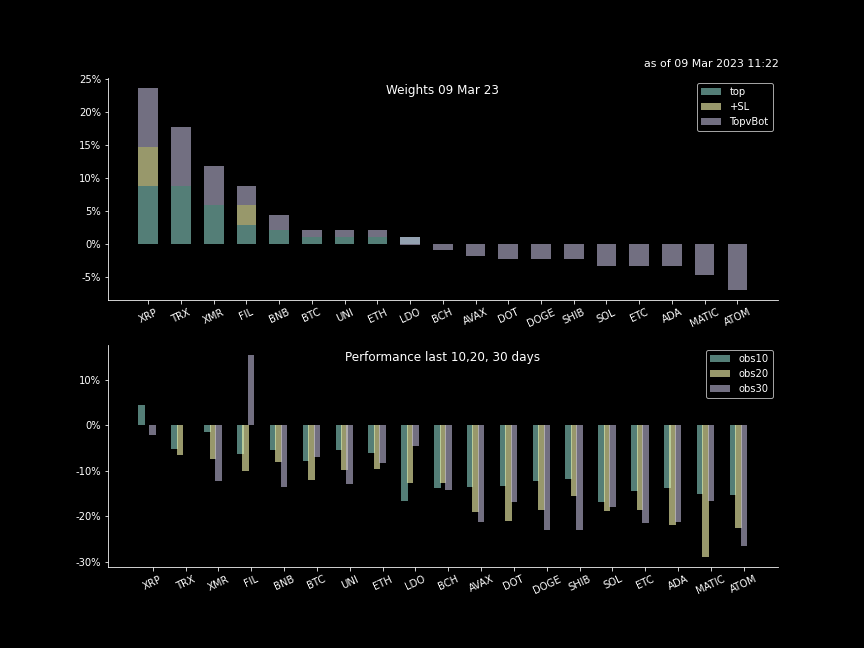 as of 09 Mar 2023 11:22
Weights 09 Mar 23
top
+SL
TopvBot
25%
20%
15%
10%
5%
0%
-5%
XRP TRX XMR FIL BNB BTC UNI ETH LDO BCH AVAX DOT DOGE SHIB SOL ETC ADA MATIC ATOM
Performance last 10,20, 30 days
obs10
obs20
obs30
10%
0%
-10%
-20%
-30%
XRP TRX XMR FIL BNB BTC UNI ETH LDO BCH AVAX DOT DOGE SHIB SOL ETC ADA MATIC ATOM